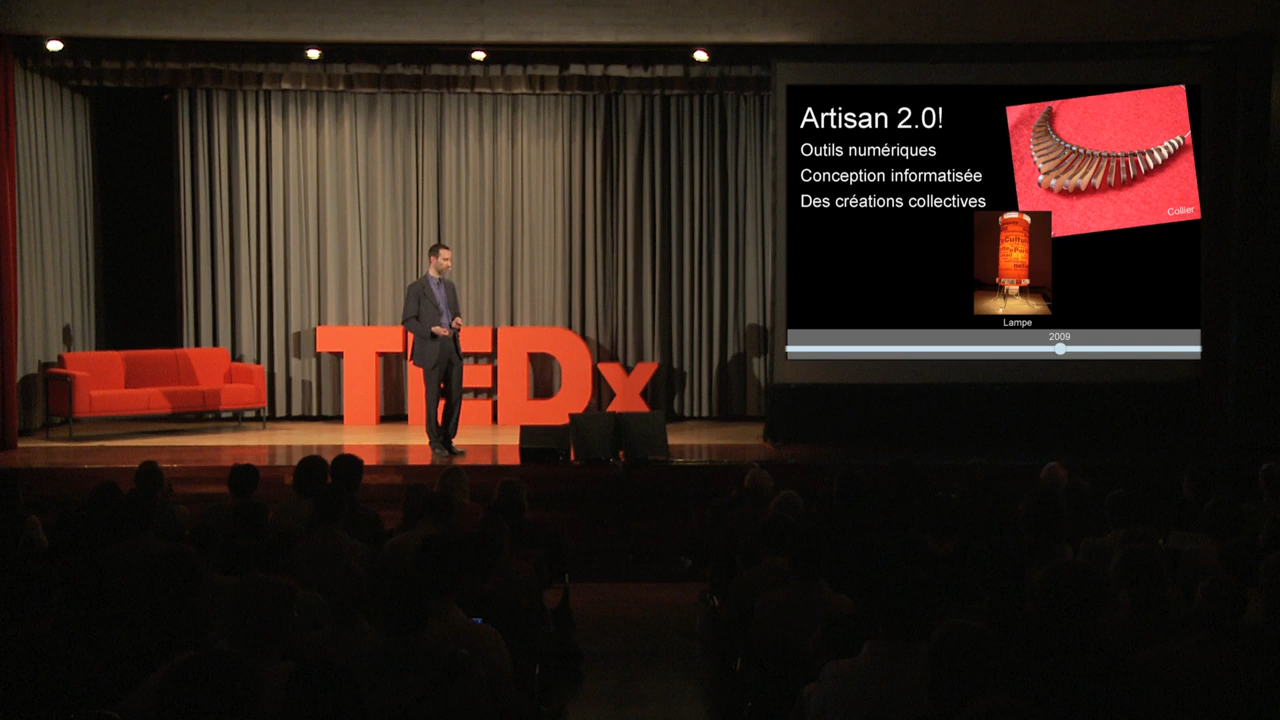 TEDx
Artisan 2.0!
Outils numériques
Conception informatisée
Des créations collectives
Collier
Lampe
2009